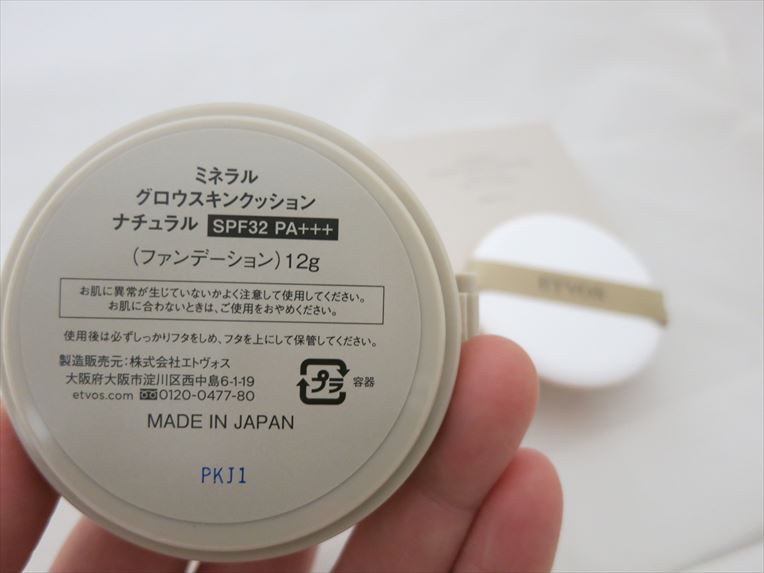 ミネラル
グロウスキンクッション
ナチュラル SPF32 PA+++
(ファンデーション)12g
お肌に異常が生じていないかよく注意して使用してください。
お肌に合わないときは、ご使用をおやめください。
使用後は必ずしっかりフタをしめ、フタを上にして保管してください。
製造販売元:株式会社エトヴォス
大阪府大阪市淀川区西中島6-1-19
etvos.com 0120-0477-80
プラ 容器
MADE IN JAPAN
PKJ1
ETVOS